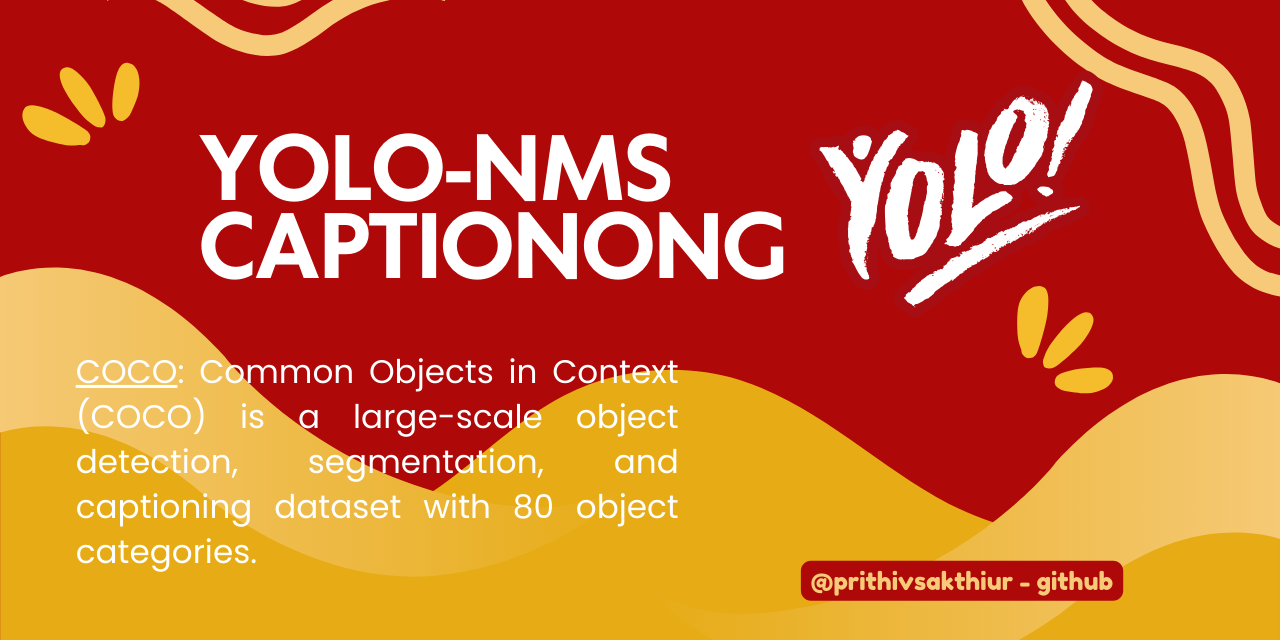 YOLO-NMS
CAPTIONONG
YOLO!
COCO: Common Objects in Context
(COCO) is a large-scale object
detection, segmentation, and
captioning dataset with 80 object
categories.
@prithivsakthiur - github